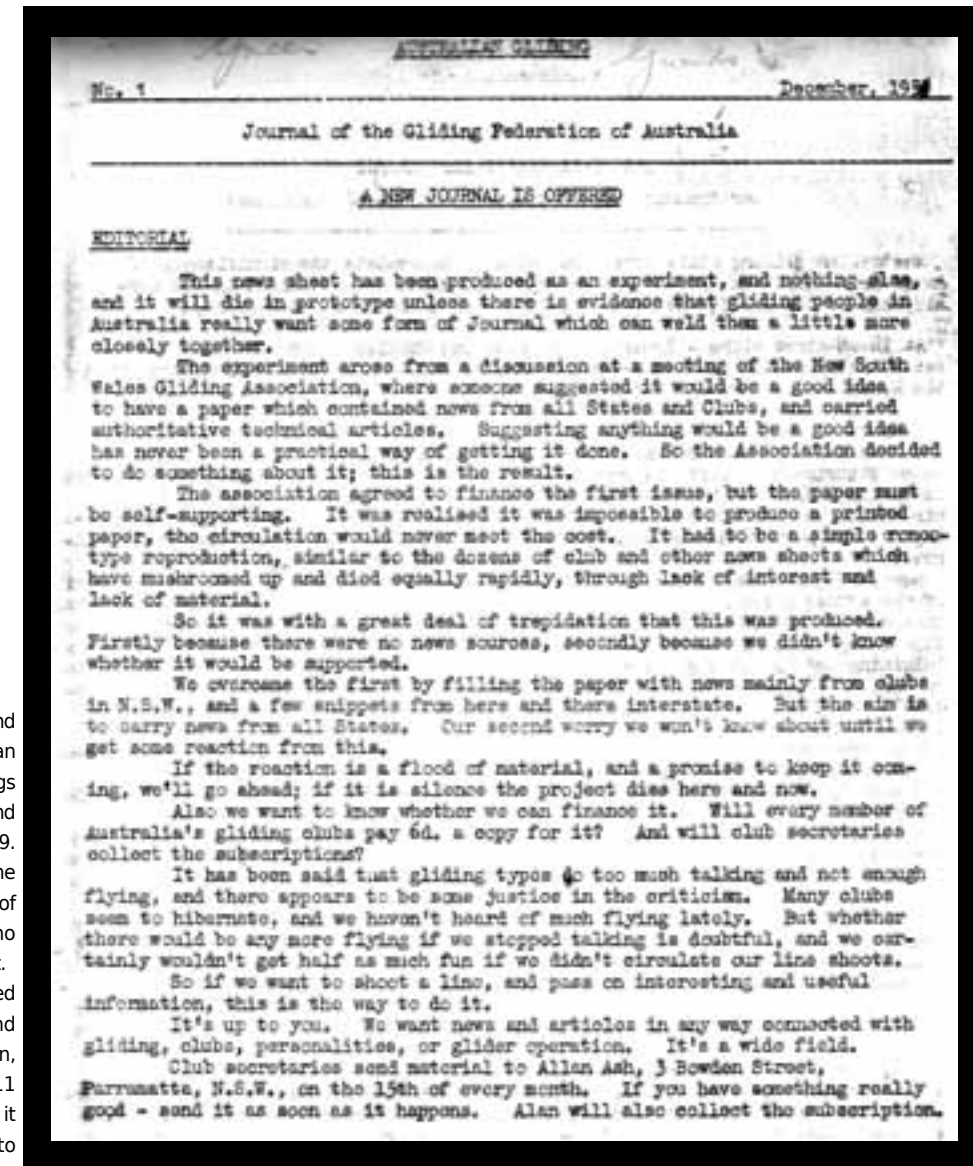 AUSTRALIAN GLIDING
No. 1 December, 195
Journal of the Gliding Federation of Australia
A NEW JOURNAL IS OFFERED
EDITORIAL
This news sheet has been produced as an experiment, and nothing else,
and it will die in prototype unless there is evidence that gliding people in
Australia really want some form of Journal which can weld them a little more
closely together.
The experiment arose from a discussion at a meeting of the New South
Wales Gliding Association, where someone suggested it would be a good idea
to have a paper which contained news from all States and Clubs, and carried
authoritative technical articles. Suggesting anything would be a good idea
has never been a practical way of getting it done. So the Association decided
to do something about it; this is the result.
The association agreed to finance the first issue, but the paper must
be self-supporting. It was realised it was impossible to produce a printed
paper, the circulation would never meet the cost. It had to be a simple roneo-
type reproduction, similar to the dozens of club and other news sheets which
have mushroomed up and died equally rapidly, through lack of interest and
lack of material.
So it was with a great deal of trepidation that this was produced.
Firstly because there were no news sources, secondly because we didn't know
whether it would be supported.
We overcame the first by filling the paper with news mainly from clubs
in N.S.W., and a few snippets from here and there interstate. But the aim is
to carry news from all States. Our second worry we won't know about until we
get some reaction from this.
If the reaction is a flood of material, and a promise to keep it com-
ing, we'll go ahead; if it is silence the project dies here and now.
Also we want to know whether we can finance it. Will every member of
Australia's gliding clubs pay 6d. a copy for it? And will club secretaries
collect the subscriptions?
It has been said that gliding types do too much talking and not enough
flying, and there appears to be some justice in the criticism. Many clubs
seem to hibernate, and we haven't heard of much flying lately. But whether
there would be any more flying if we stopped talking is doubtful, and we cer-
tainly wouldn't get half as much fun if we didn't circulate our line shoots.
So if we want to shoot a line, and pass on interesting and useful
information, this is the way to do it.
It's up to you. We want news and articles in any way connected with
gliding, clubs, personalities, or glider operation. It's a wide field.
Club secretaries send material to Allan Ash, 3 Bowden Street,
Parramatta, N.S.W., on the 15th of every month. If you have something really
good - send it as soon as it happens. Alan will also collect the subscription.
nd
an
gs
nd
9.
ne
of
no
.
ed
nd
n,
11
it
to